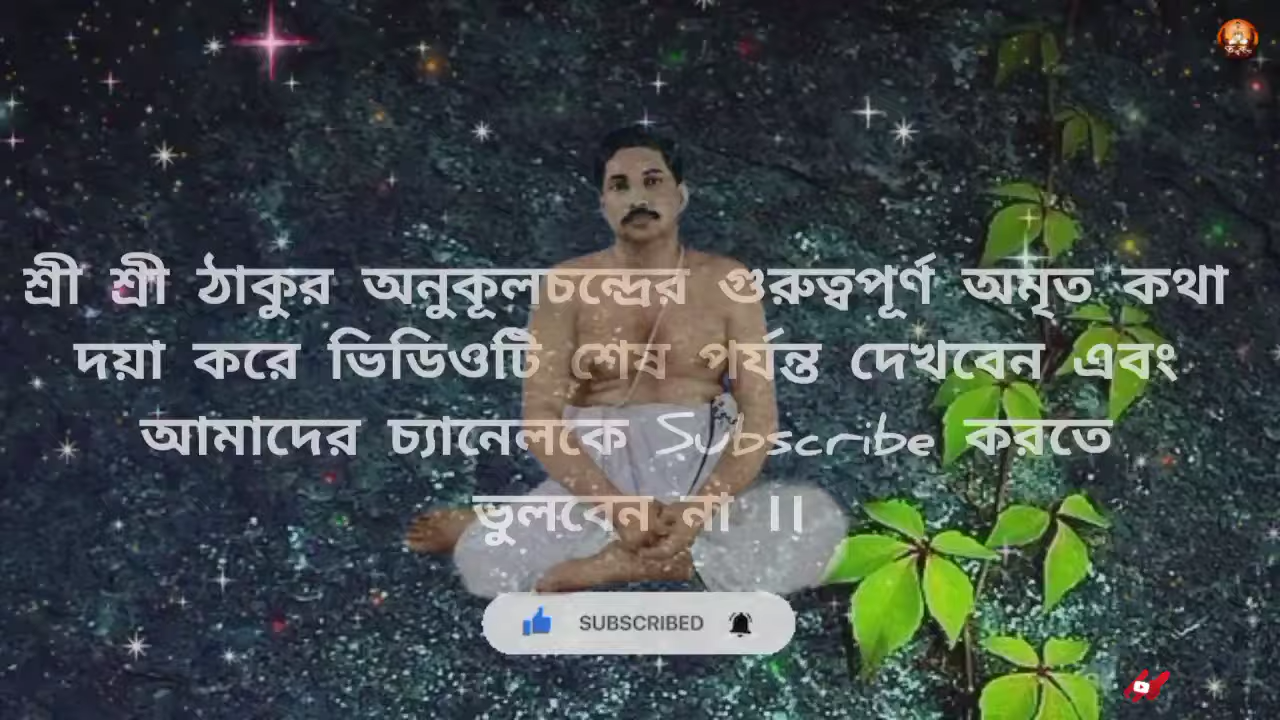 শ্রী শ্রী ঠাকুর অনুকূলচন্দ্রের গুরুত্বপূর্ণ অমৃত কথা
দয়া করে ভিডিওটি শেষ পর্যন্ত দেখবেন এবং
আমাদের চ্যানেলকে Subscribe করতে
ভুলবেন না ।।
SUBSCRIBED